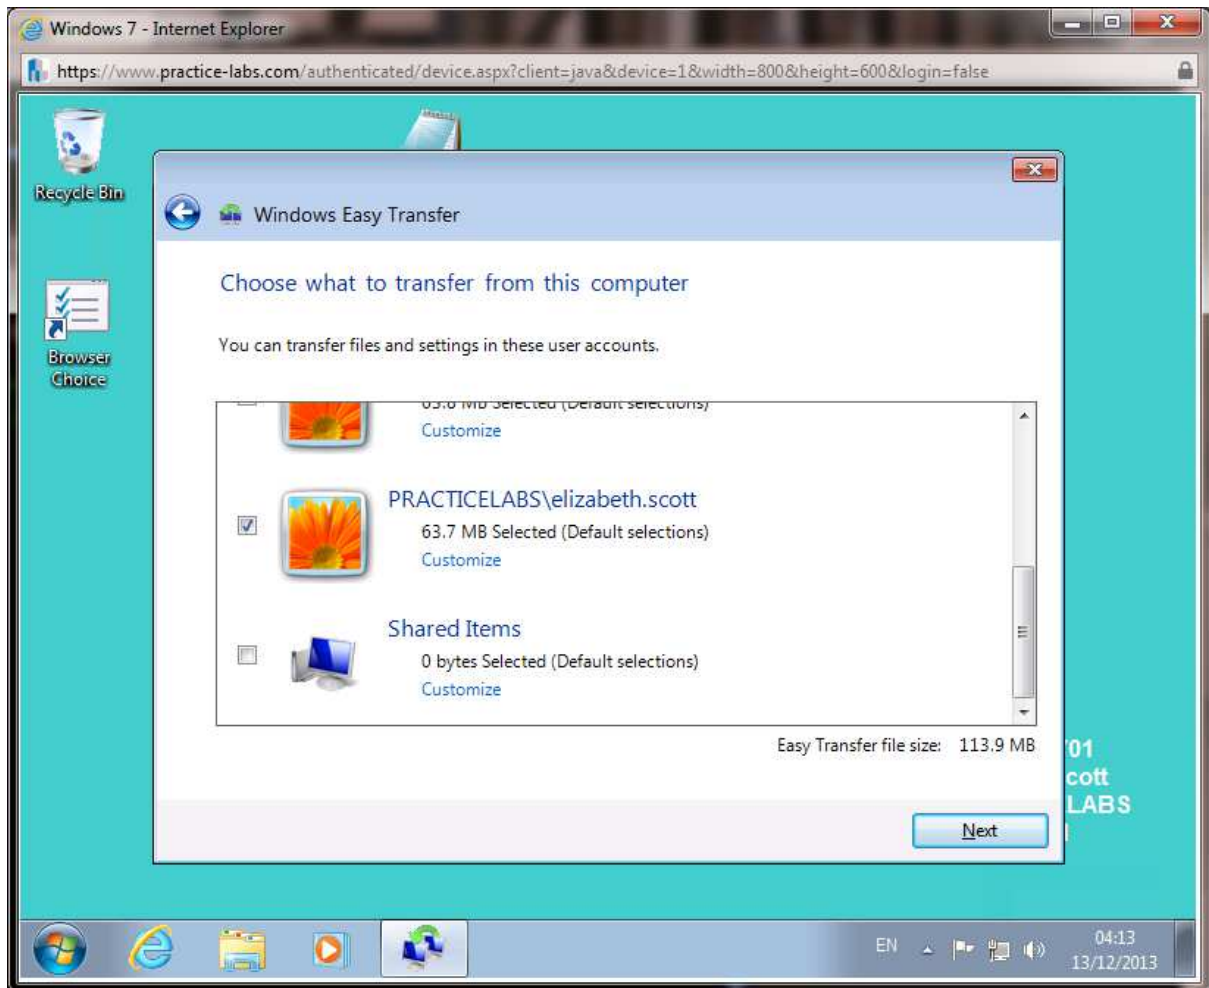 Windows 7 - Internet Explorer
https://www.practice-labs.com/authenticated/device.aspx?client=java&device=1&width=800&height=600&login=false
Recycle Bin
Windows Easy Transfer
Choose what to transfer from this computer
Browser
Choice
You can transfer files and settings in these user accounts.
MB Selected (Default selections)
Customize
PRACTICELABS\elizabeth.scott
63.7 MB Selected (Default selections)
Customize
Shared Items
0 bytes Selected (Default selections)
Customize
Easy Transfer file size: 113.9 MB
01
cott
LABS
Next
EN
04:13
13/12/2013